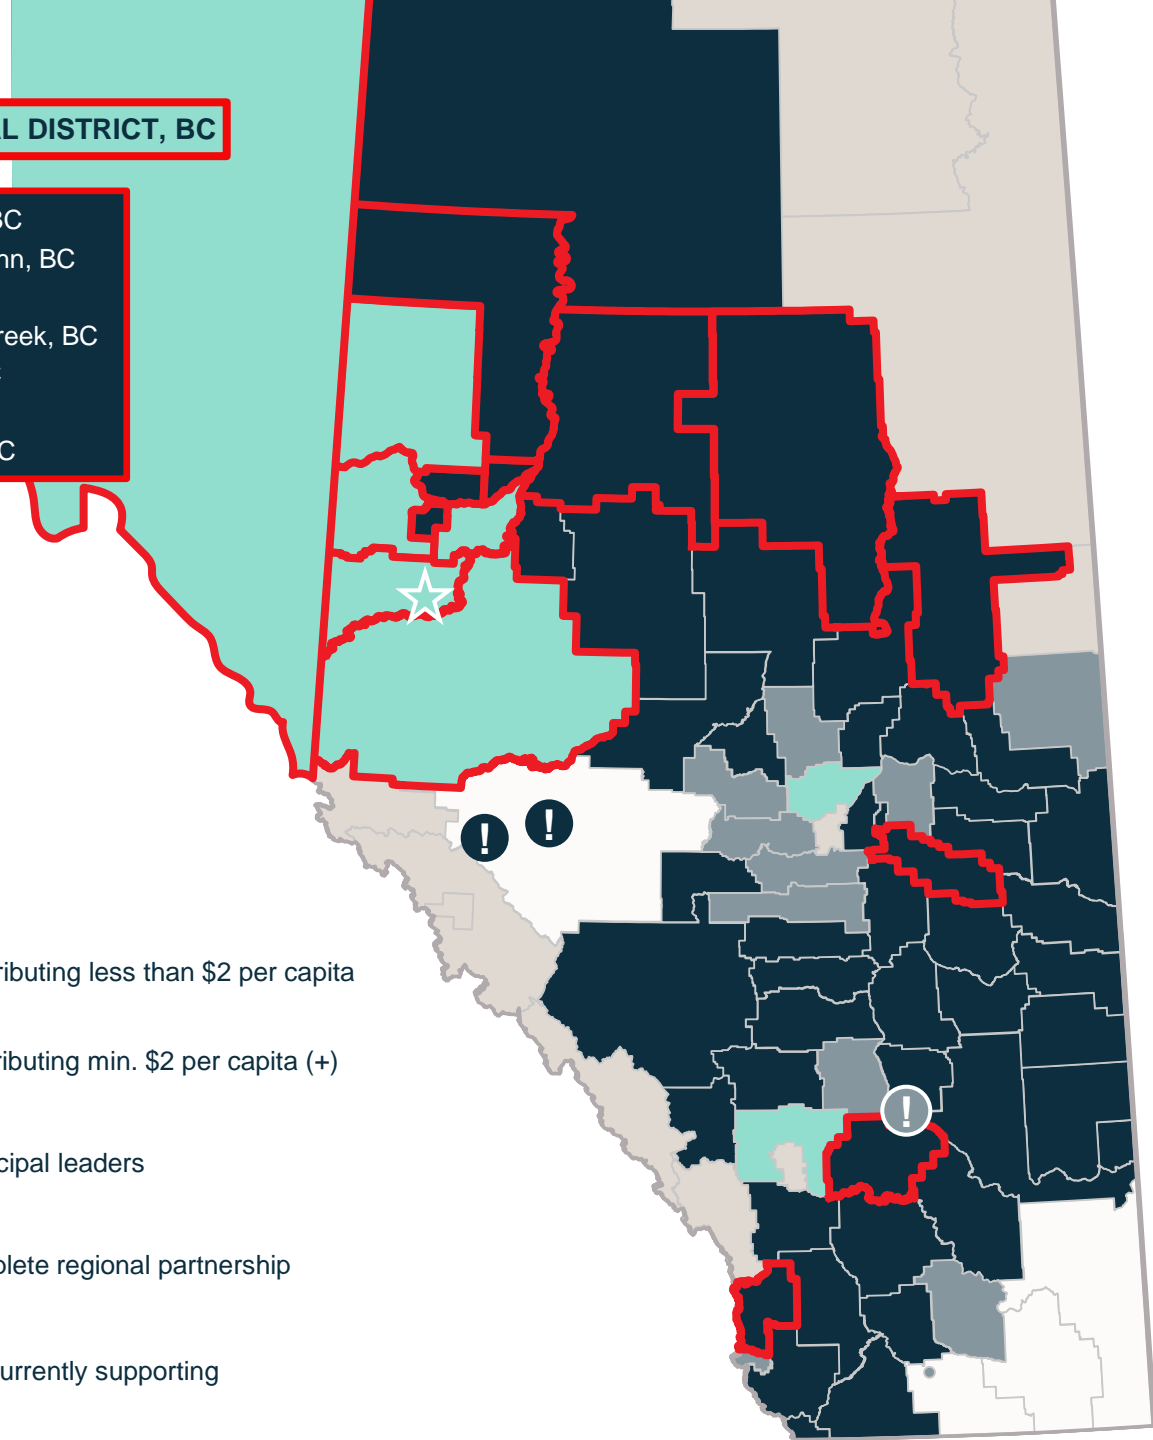 L DISTRICT, BC
BC
nn, BC
reek, BC
C
ributing less than $2 per capita
ributing min. $2 per capita (+)
cipal leaders
plete regional partnership
urrently supporting
!
!
!